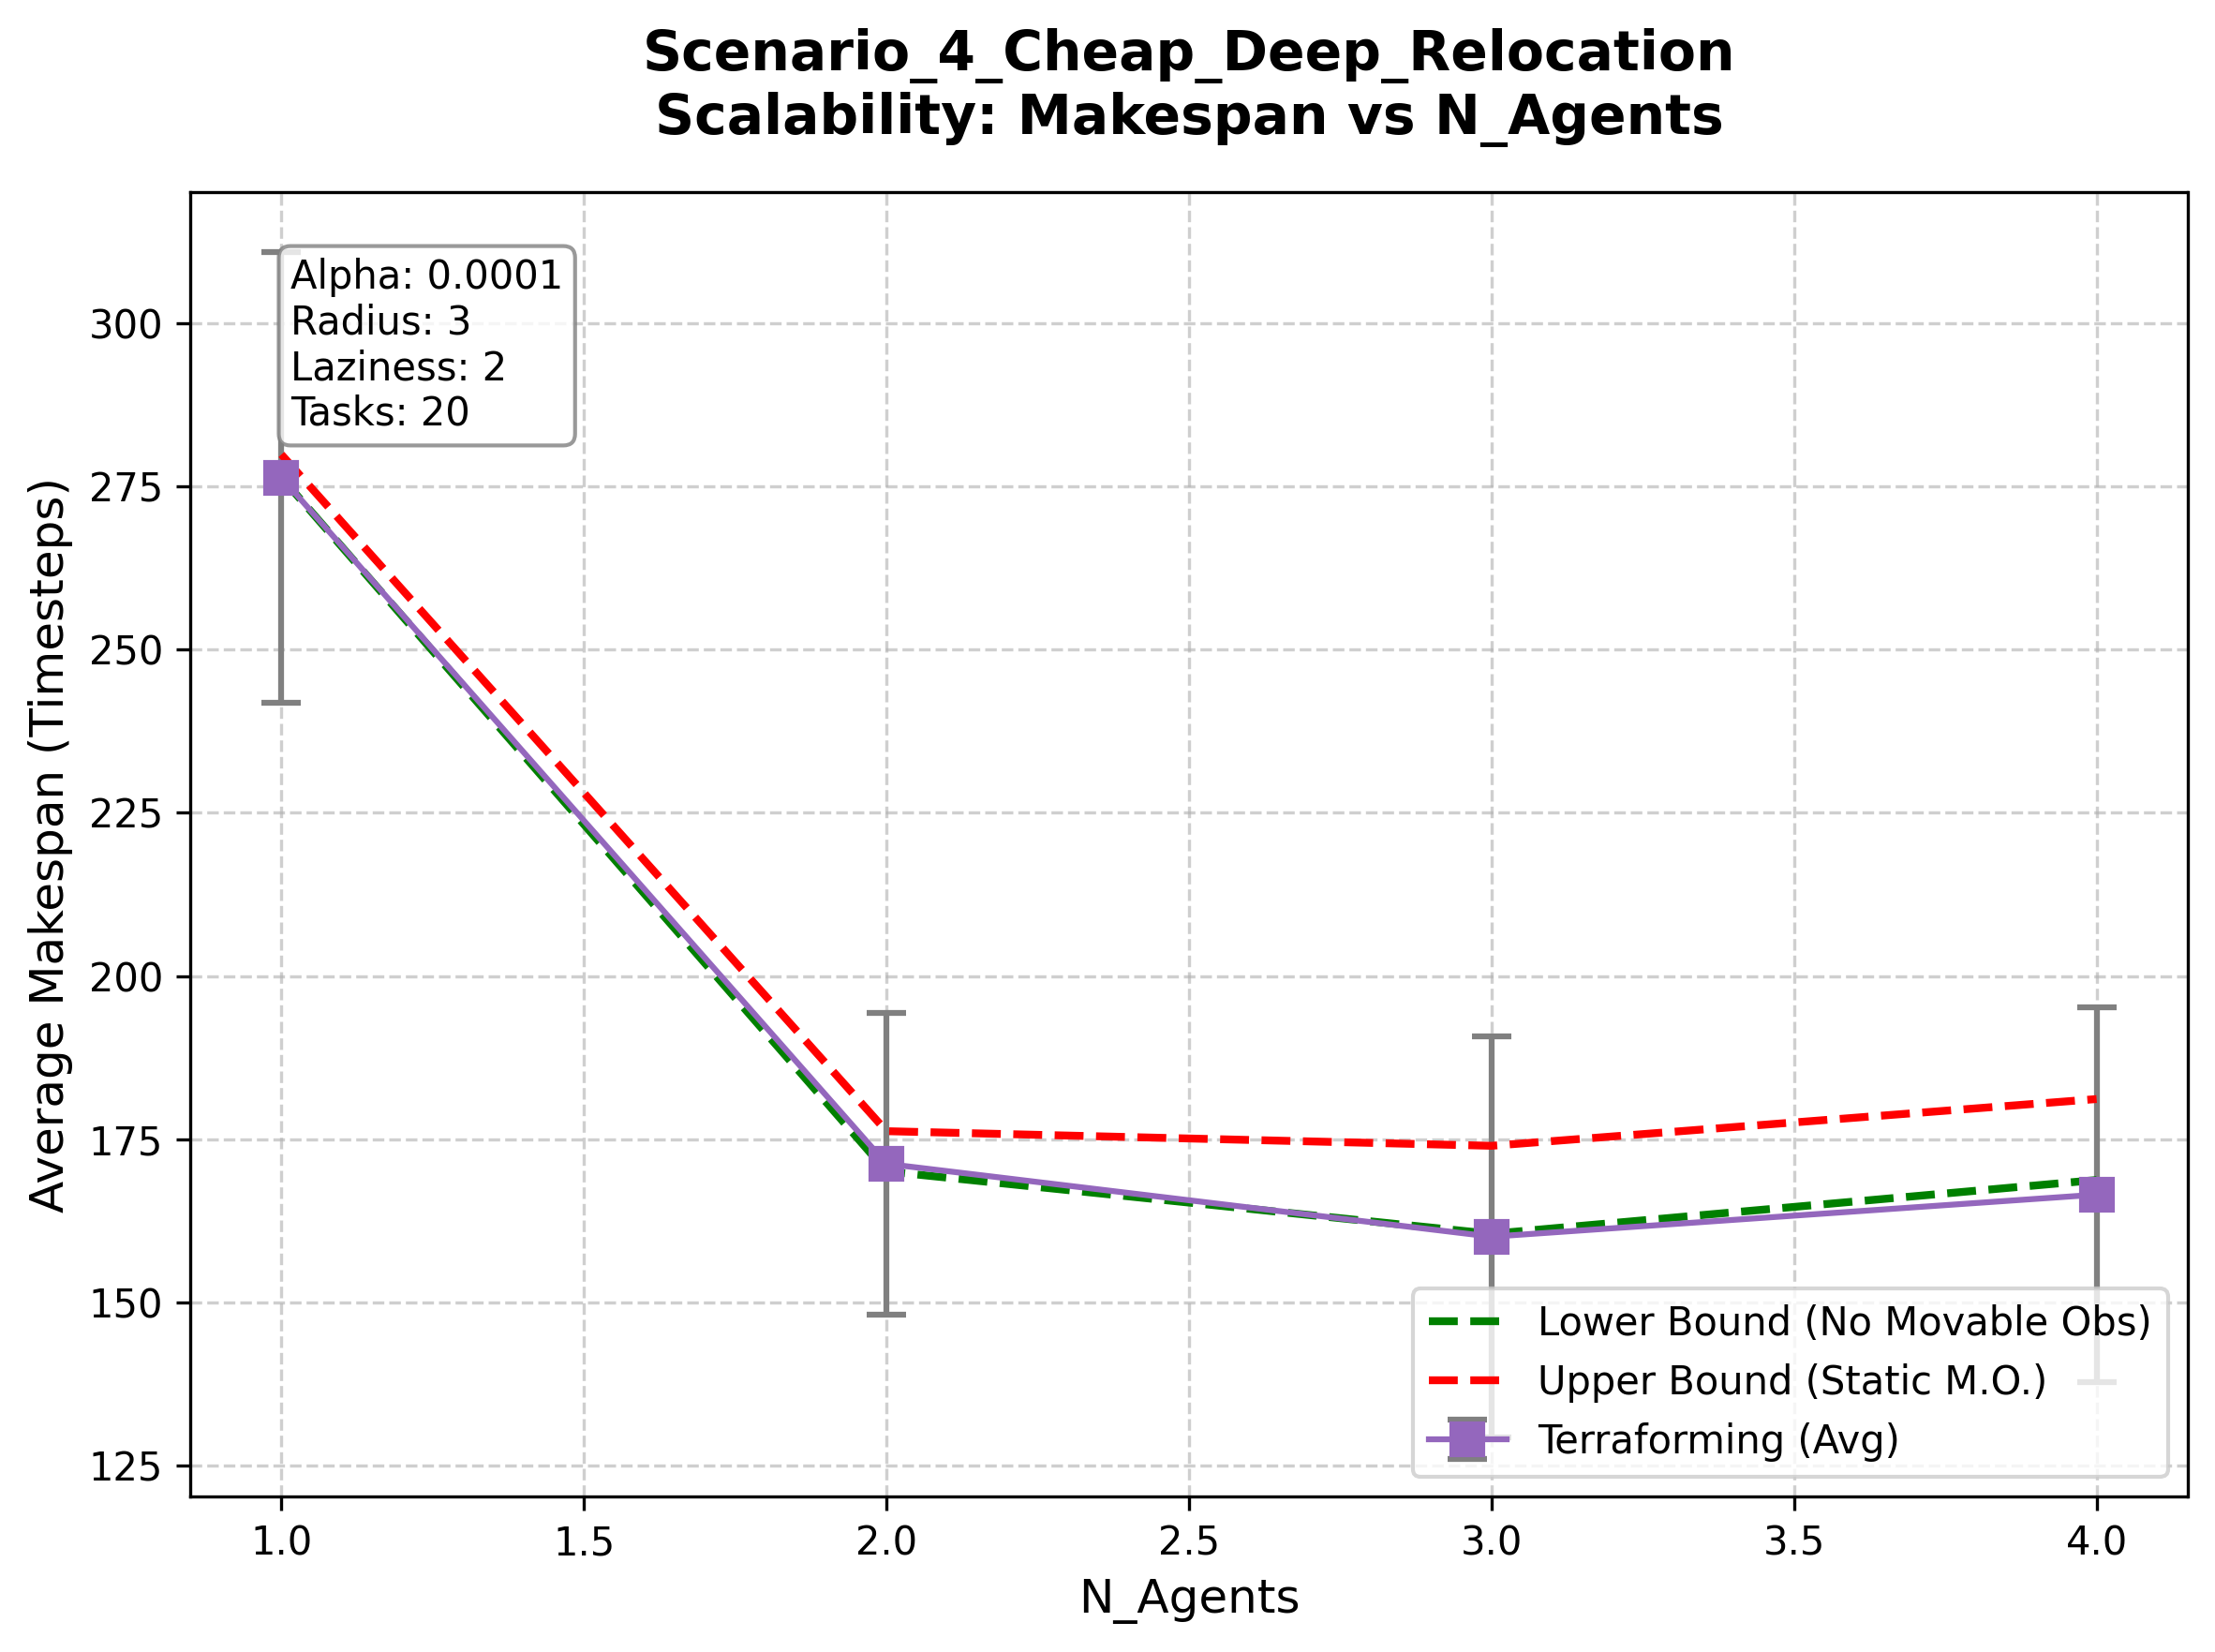 Scenario_4_Cheap_Deep_Relocation
Scalability: Makespan vs N_Agents
Alpha: 0.0001
Radius: 3
Laziness: 2
Tasks: 20
Average Makespan (Timesteps)
300
275
250
225
200
175
150
125
Lower Bound (No Movable Obs)
Upper Bound (Static M.O.)
Terraforming (Avg)
1.0 1.5 2.0 2.5 3.0 3.5 4.0
N_Agents